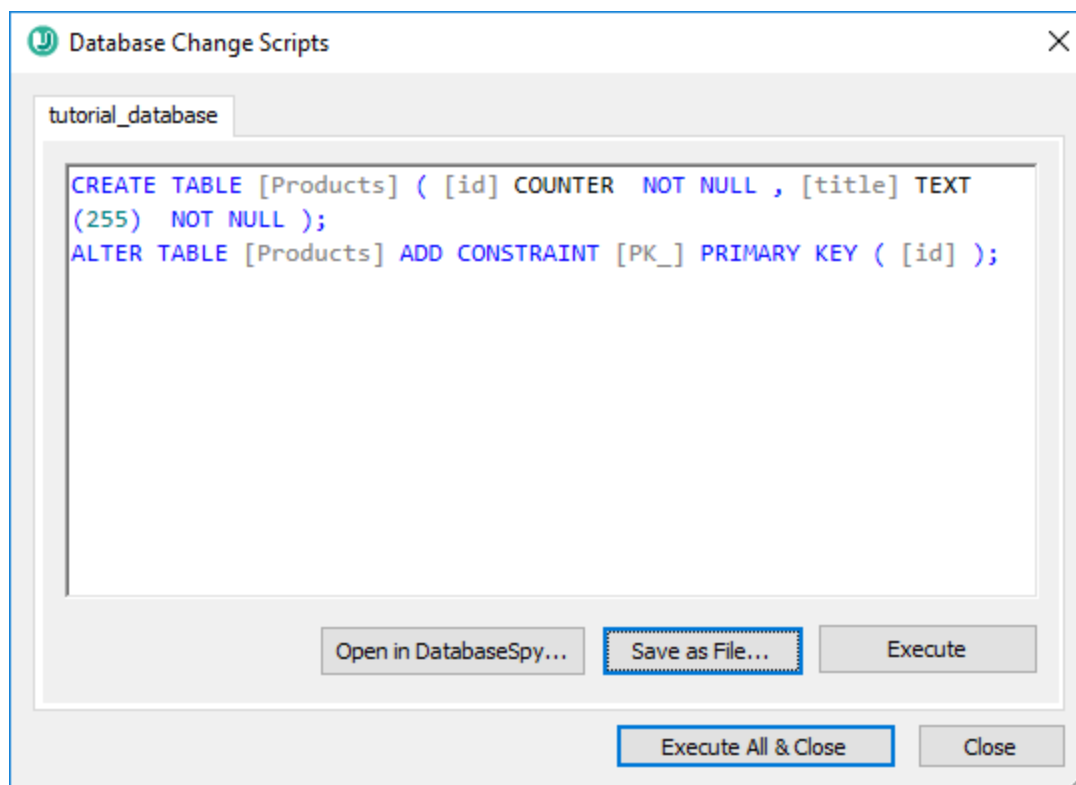 Database Change Scripts
tutorial_database
CREATE TABLE [Products] ( [id] COUNTER  NOT NULL , [title] TEXT
(255)  NOT NULL );
ALTER TABLE [Products] ADD CONSTRAINT [PK_] PRIMARY KEY ( [id] );
Open in DatabaseSpy...
Save as File...
Execute
Execute All & Close
Close